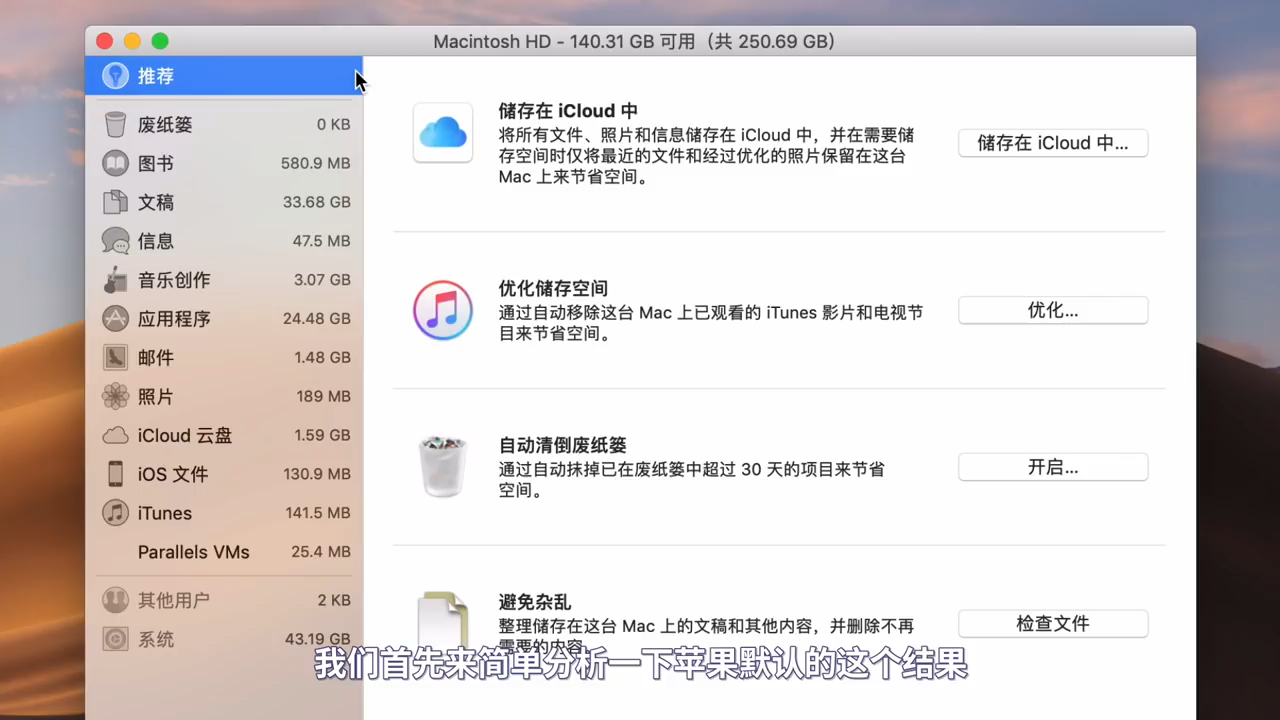 Macintosh HD - 140.31 GB 可用（共 250.69 GB）
推荐
废纸篓 0 KB
图书 580.9 MB
文稿 33.68 GB
信息 47.5 MB
音乐创作 3.07 GB
应用程序 24.48 GB
邮件 1.48 GB
照片 189 MB
iCloud 云盘 1.59 GB
iOS 文件 130.9 MB
iTunes 141.5 MB
Parallels VMs 25.4 MB
其他用户 2 KB
系统 43.19 GB
储存在 iCloud 中
将所有文件、照片和信息储存在 iCloud 中，并在需要储
存空间时仅将最近的文件和经过优化的照片保留在这台
Mac 上来节省空间。
储存在 iCloud 中...
优化储存空间
通过自动移除这台 Mac 上已观看的 iTunes 影片和电视节
目来节省空间。
优化...
自动清倒废纸篓
通过自动抹掉已在废纸篓中超过 30 天的项目来节省
空间。
开启...
避免杂乱
整理储存在这台 Mac 上的文稿和其他内容，并删除不再
需要的内容。
检查文件
我们首先来简单分析一下苹果默认的这个结果